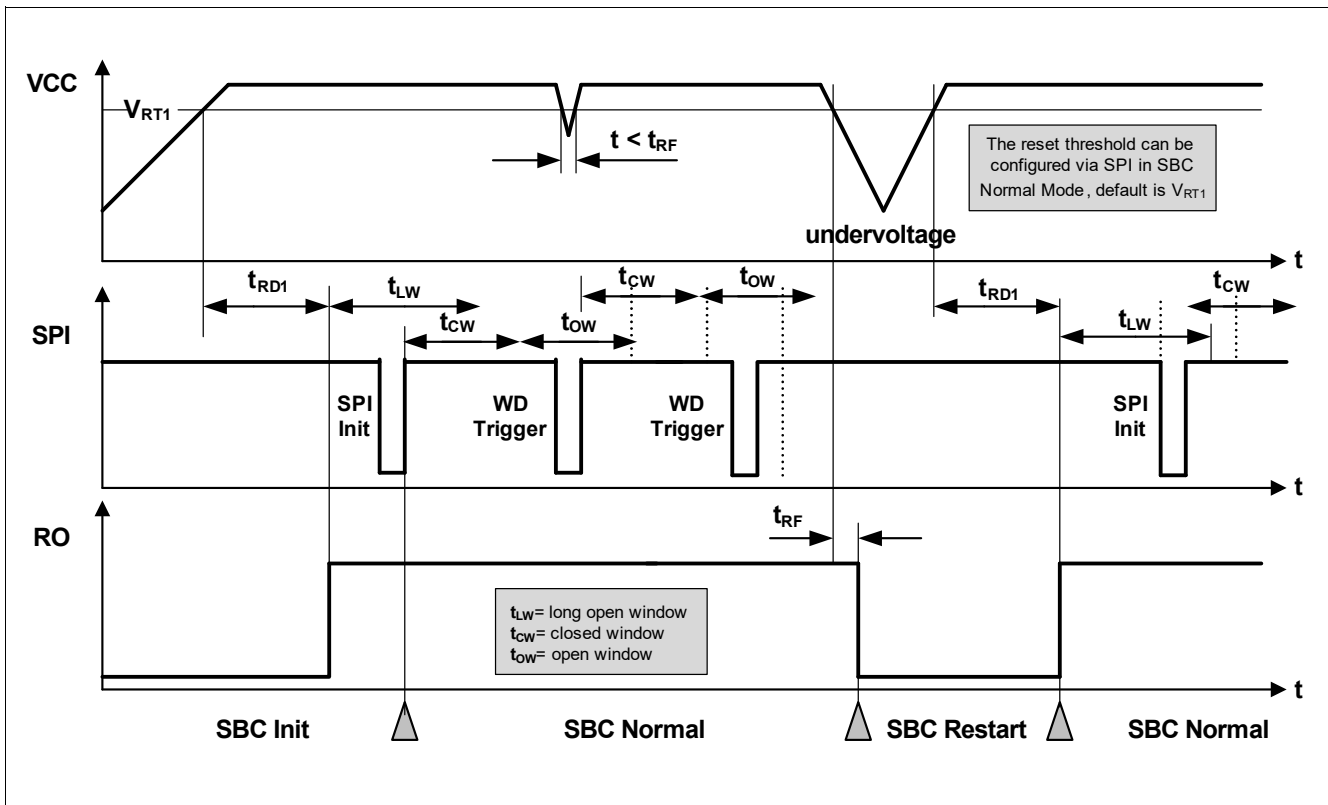 VCC
VRT1
t < tRF
The reset threshold can be
configured via SPI in SBC
Normal Mode, default is VRT1
undervoltage
t
tRD1
tLW
tCW
tOW
tCW
tOW
tRD1
tLW
tCW
SPI
SPI
Init
WD
Trigger
WD
Trigger
SPI
Init
t
RO
tRF
tLW= long open window
tCW= closed window
tOW= open window
t
SBC Init
SBC Normal
SBC Restart
SBC Normal